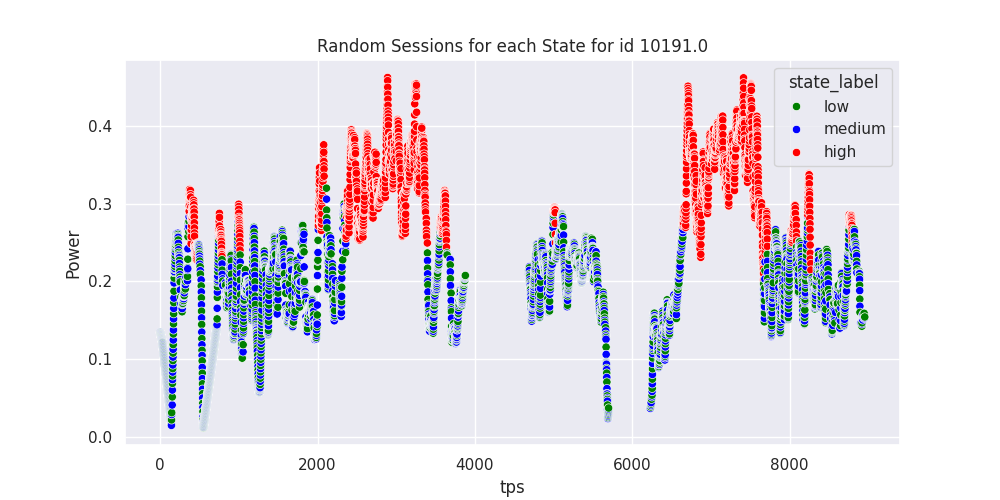 Random Sessions for each State for id 10191.0
state_label
low
medium
high
Power
0.4
0.3
0.2
0.1
0.0
0
2000
4000
6000
8000
tps